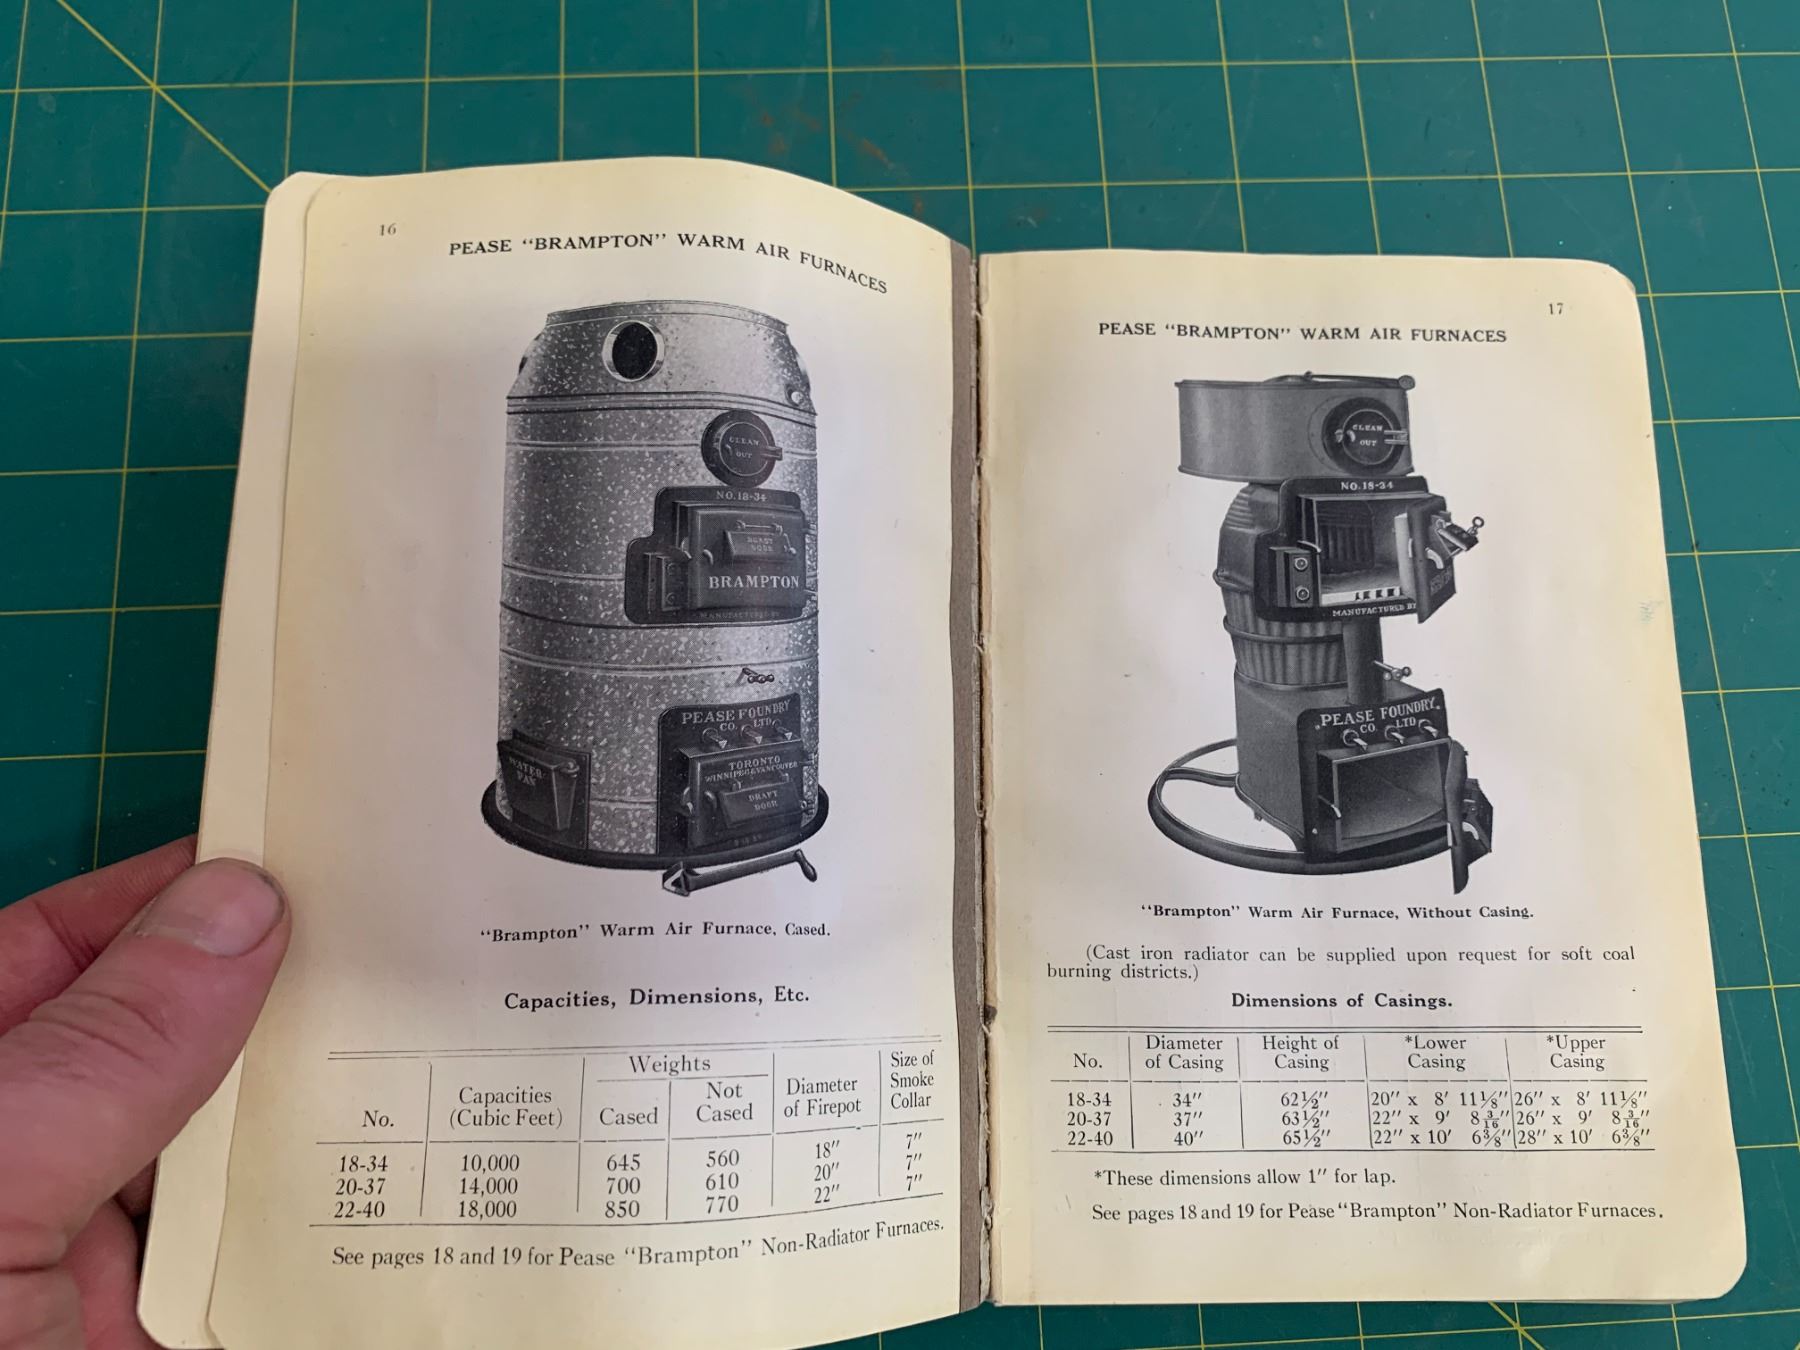 16
PEASE “BRAMPTON” WARM AIR FURNACES
CLEAN
OUT
NO. 18-34
DOOR
BRAMPTON
MANUFACTURED BY
PEASE FOUNDRY
CO. LTD.
WATER
PAN
TORONTO
WINNIPEG & VANCOUVER
DRAFT
DOOR
“Brampton” Warm Air Furnace, Cased.
Capacities, Dimensions, Etc.
No. Capacities (Cubic Feet) Weights Cased Not Cased Diameter of Firepot Size of Smoke Collar
18-34 10,000 645 560 18″ 7″
20-37 14,000 700 610 20″ 7″
22-40 18,000 850 770 22″ 7″
See pages 18 and 19 for Pease “Brampton” Non-Radiator Furnaces.
17
PEASE “BRAMPTON” WARM AIR FURNACES
CLEAN
OUT
NO. 18-34
MANUFACTURED BY
PEASE FOUNDRY
CO. LTD
“Brampton” Warm Air Furnace, Without Casing.
(Cast iron radiator can be supplied upon request for soft coal
burning districts.)
Dimensions of Casings.
No. Diameter of Casing Height of Casing *Lower Casing *Upper Casing
18-34 34″ 62½″ 20″ x 8′ 11⅛″ 26″ x 8′ 11⅛″
20-37 37″ 63½″ 22″ x 9′ 8 3/16″ 26″ x 9′ 8 3/16″
22-40 40″ 65½″ 22″ x 10′ 6⅜″ 28″ x 10′ 6⅜″
*These dimensions allow 1″ for lap.
See pages 18 and 19 for Pease “Brampton” Non-Radiator Furnaces.